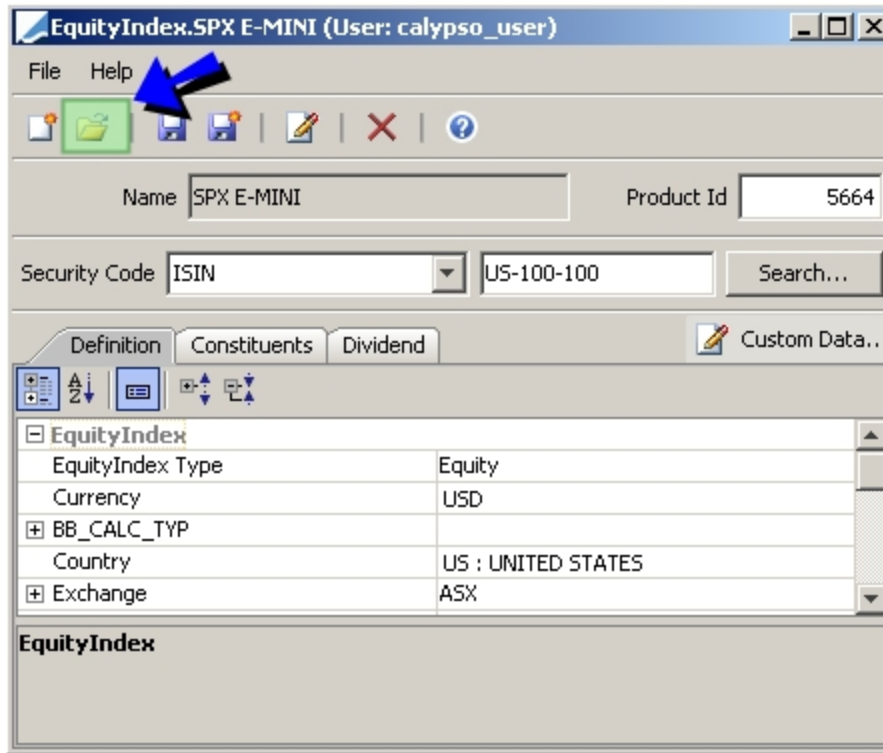 EquityIndex.SPX E-MINI (User: calypso_user)
File Help
Name SPX E-MINI Product Id 5664
Security Code ISIN US-100-100 Search...
Definition Constituents Dividend Custom Data..
EquityIndex
EquityIndex Type Equity
Currency USD
BB_CALC_TYP
Country US : UNITED STATES
Exchange ASX
EquityIndex